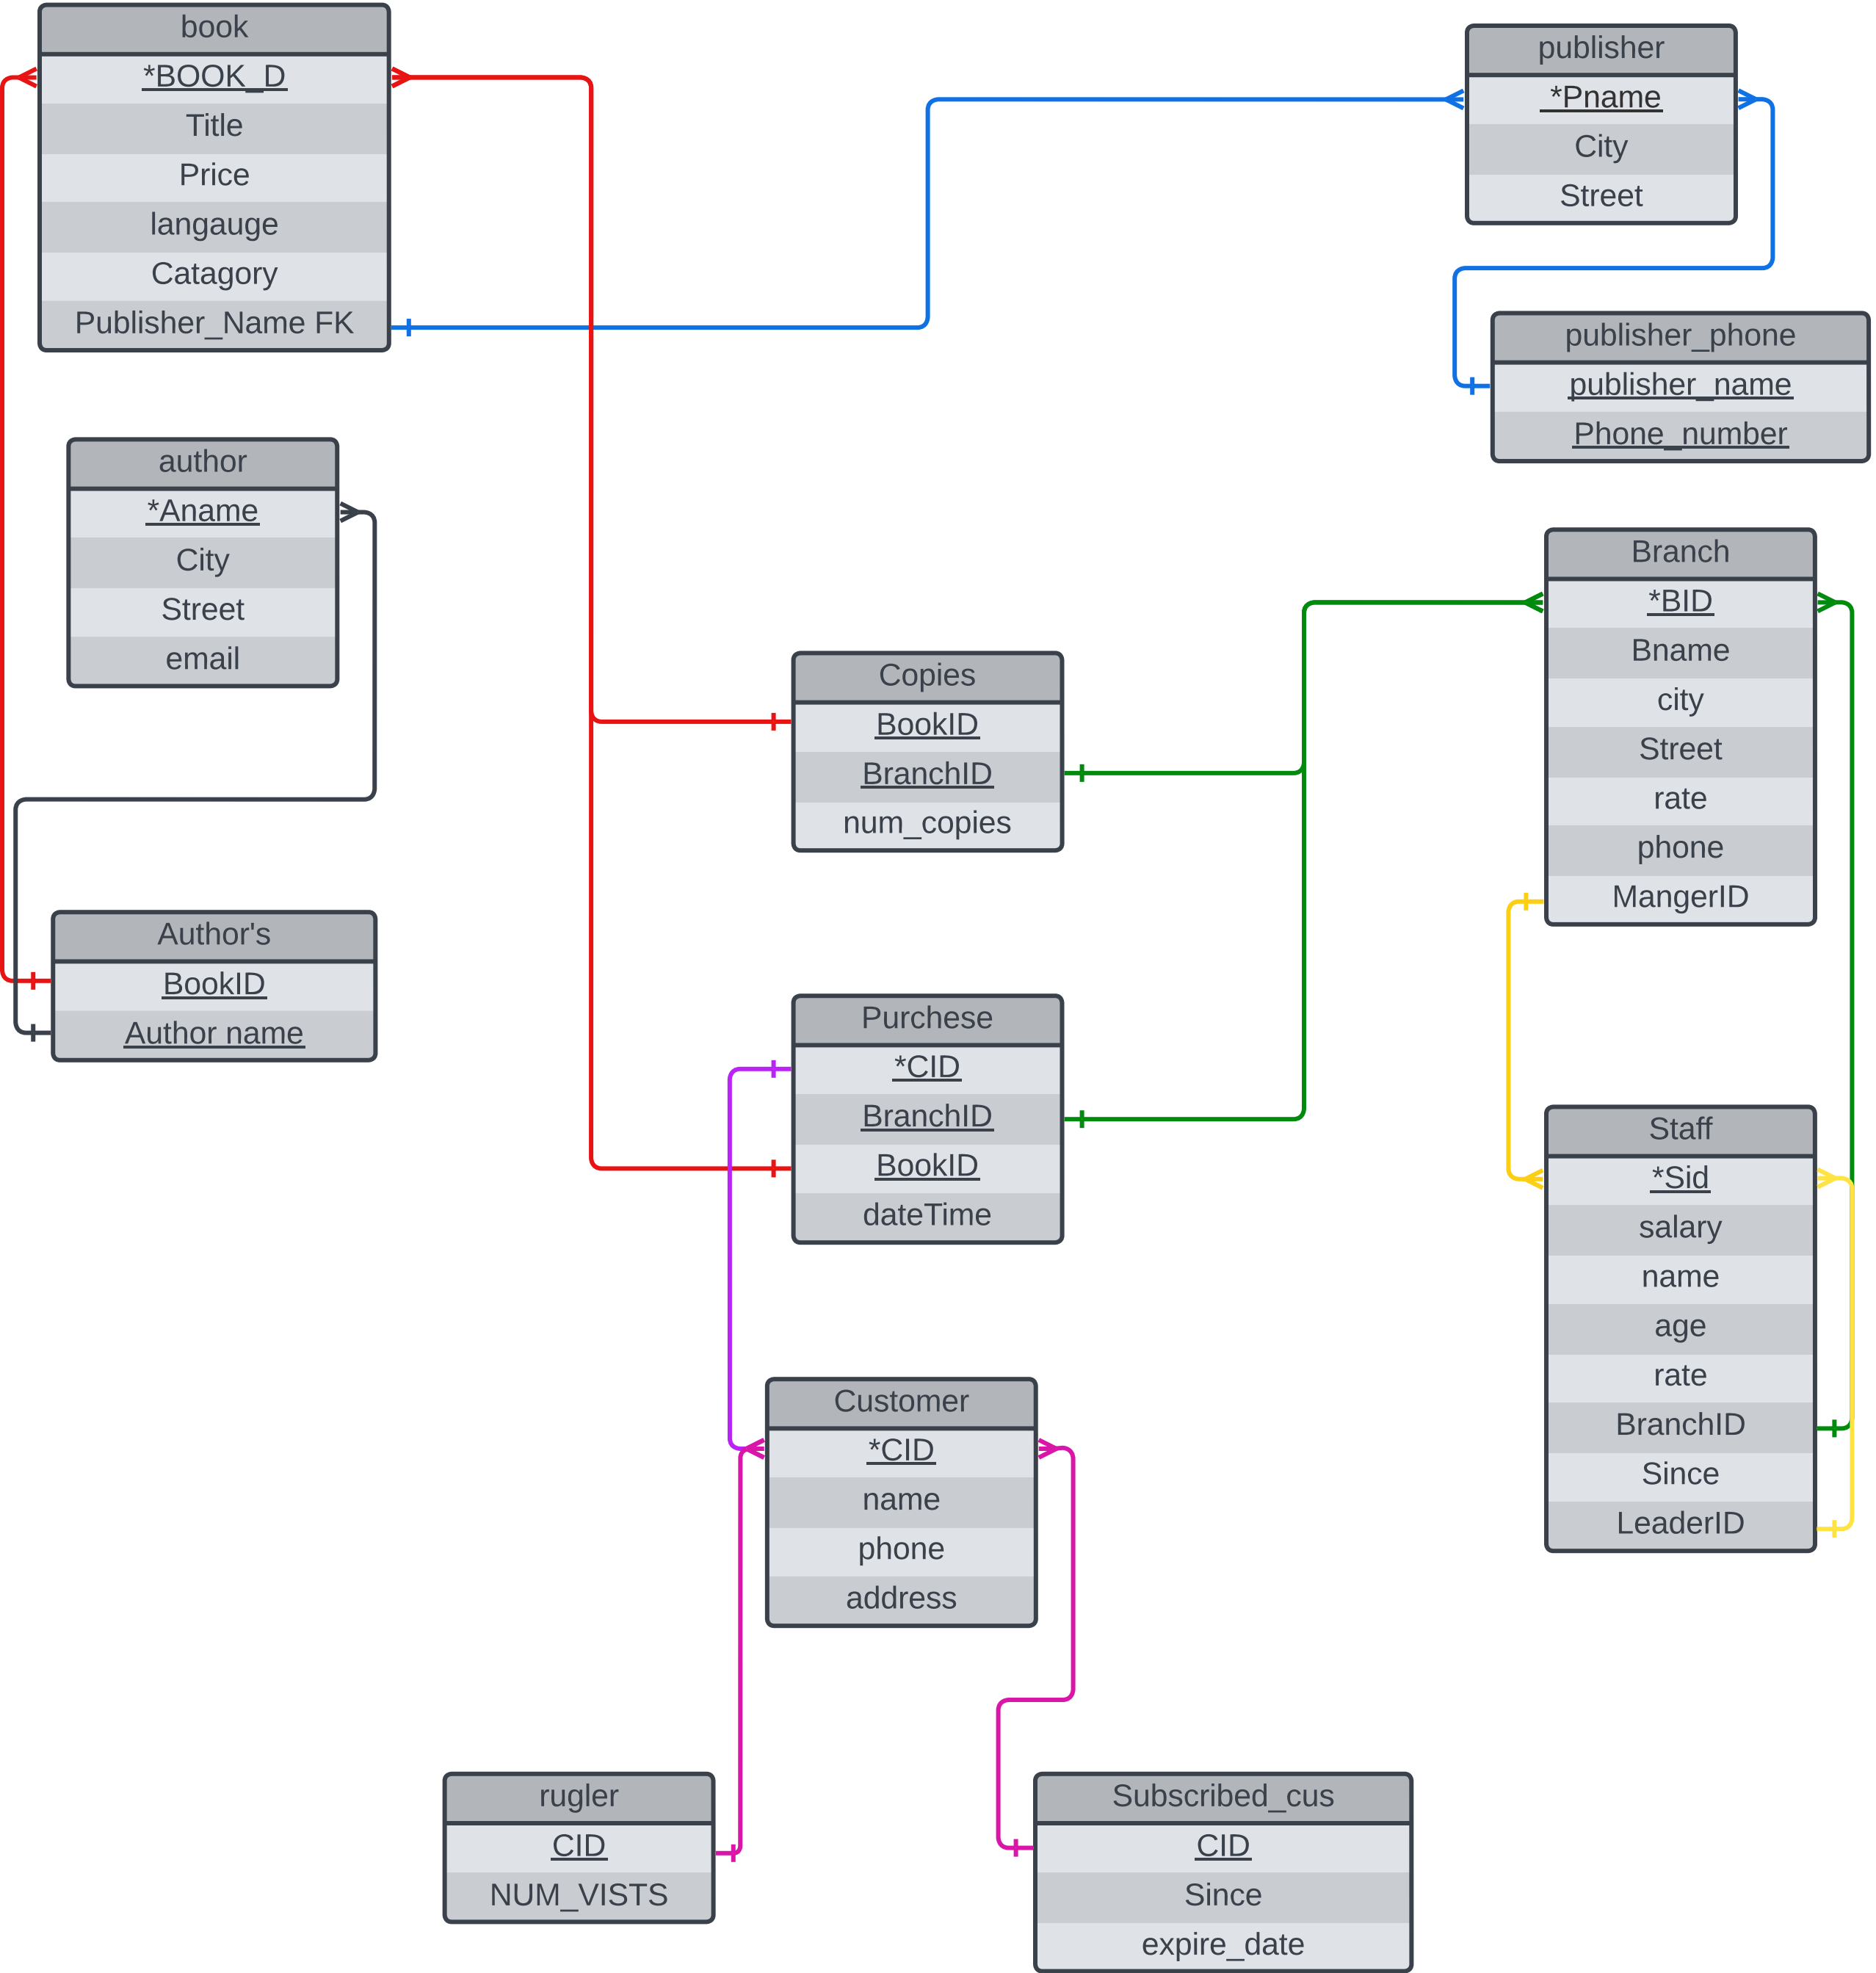 book
*BOOK_D
Title
Price
langauge
Catagory
Publisher_Name FK
publisher
*Pname
City
Street
publisher_phone
publisher_name
Phone_number
author
*Aname
City
Street
email
Branch
*BID
Bname
city
Street
rate
phone
MangerID
Copies
BookID
BranchID
num_copies
Author's
BookID
Author name
Purchese
*CID
BranchID
BookID
dateTime
Staff
*Sid
salary
name
age
rate
BranchID
Since
LeaderID
Customer
*CID
name
phone
address
rugler
CID
NUM_VISTS
Subscribed_cus
CID
Since
expire_date